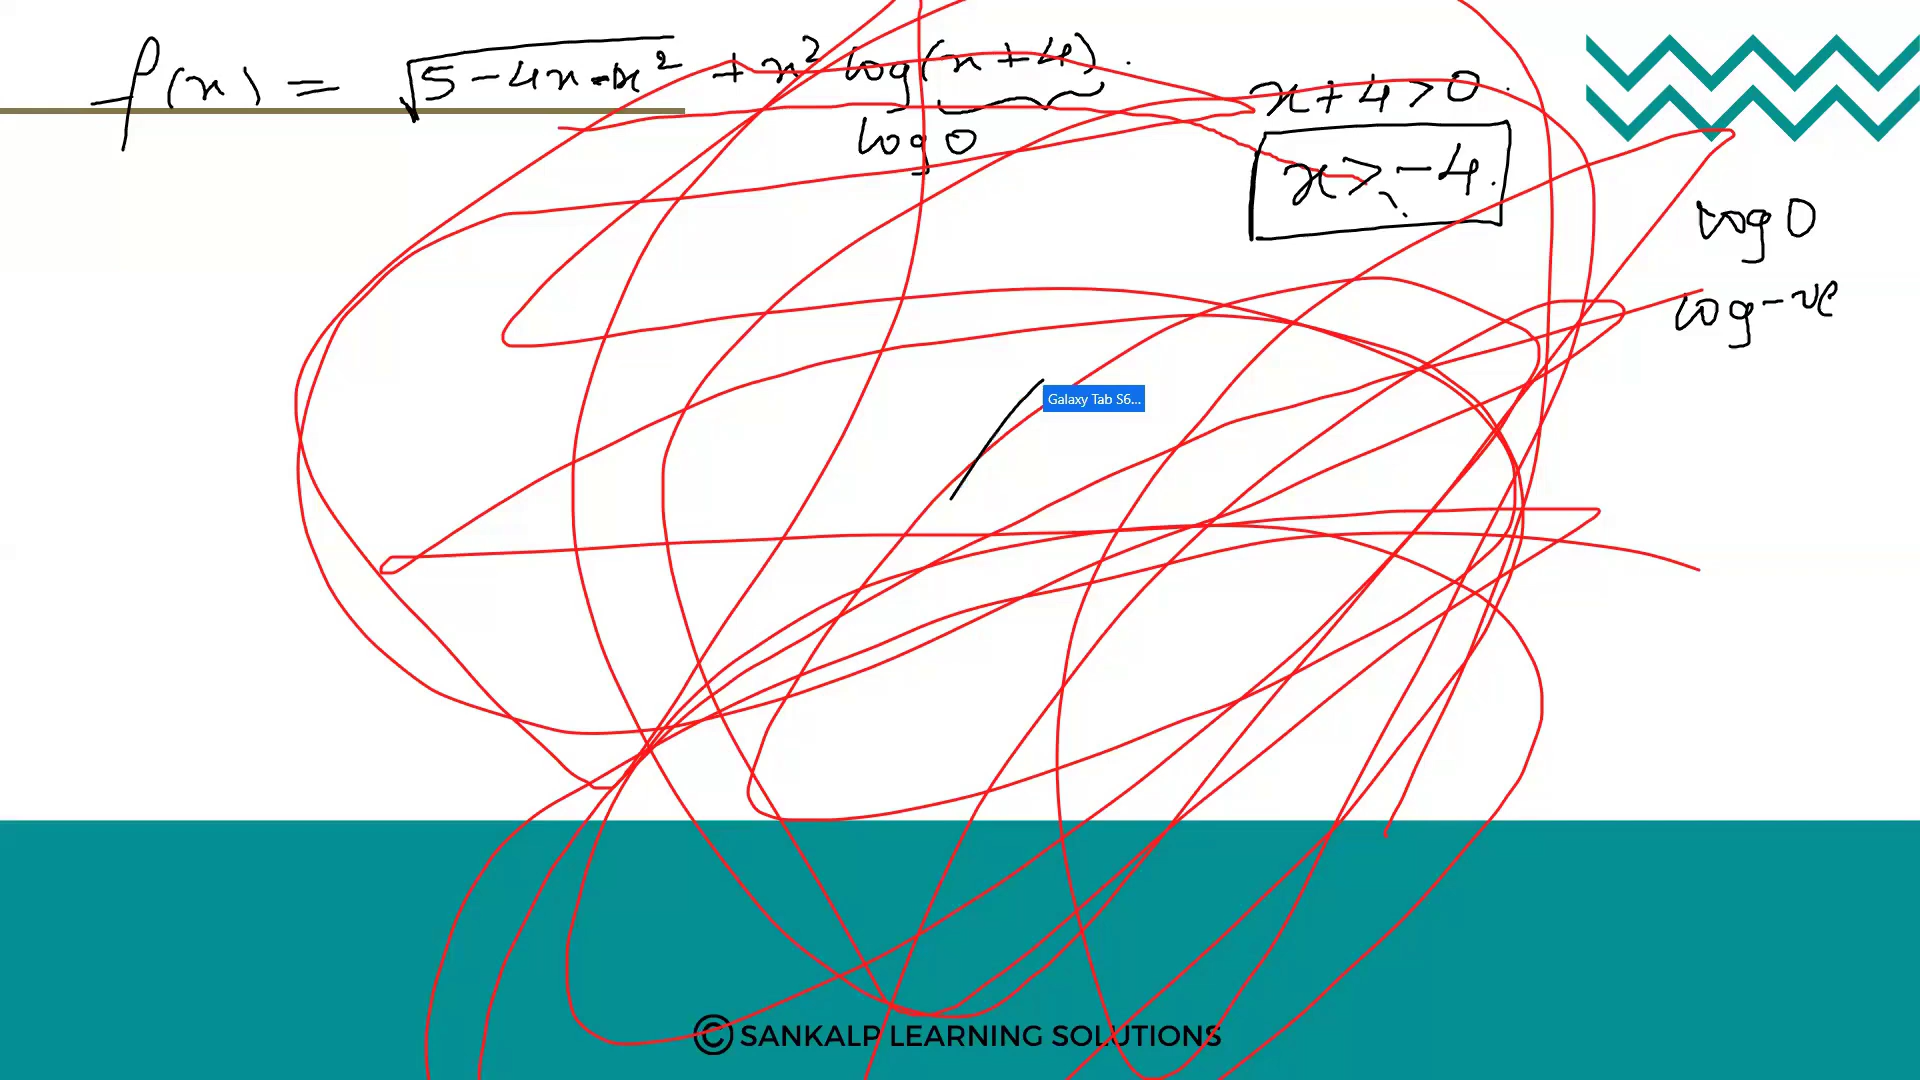 f(x) = √5-4x-x² + x² log(x+4).
log 0
x+4>0.
x>-4.
log 0
log -ve
Galaxy Tab S6...
© SANKALP LEARNING SOLUTIONS